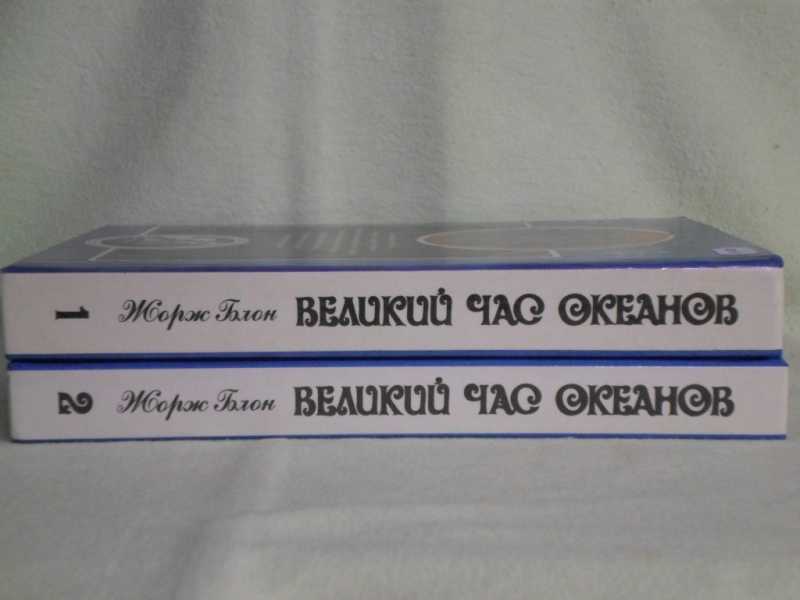 1 Жорж Блон ВЕЛИКИЙ ЧАС ОКЕАНОВ
2 Жорж Блон ВЕЛИКИЙ ЧАС ОКЕАНОВ